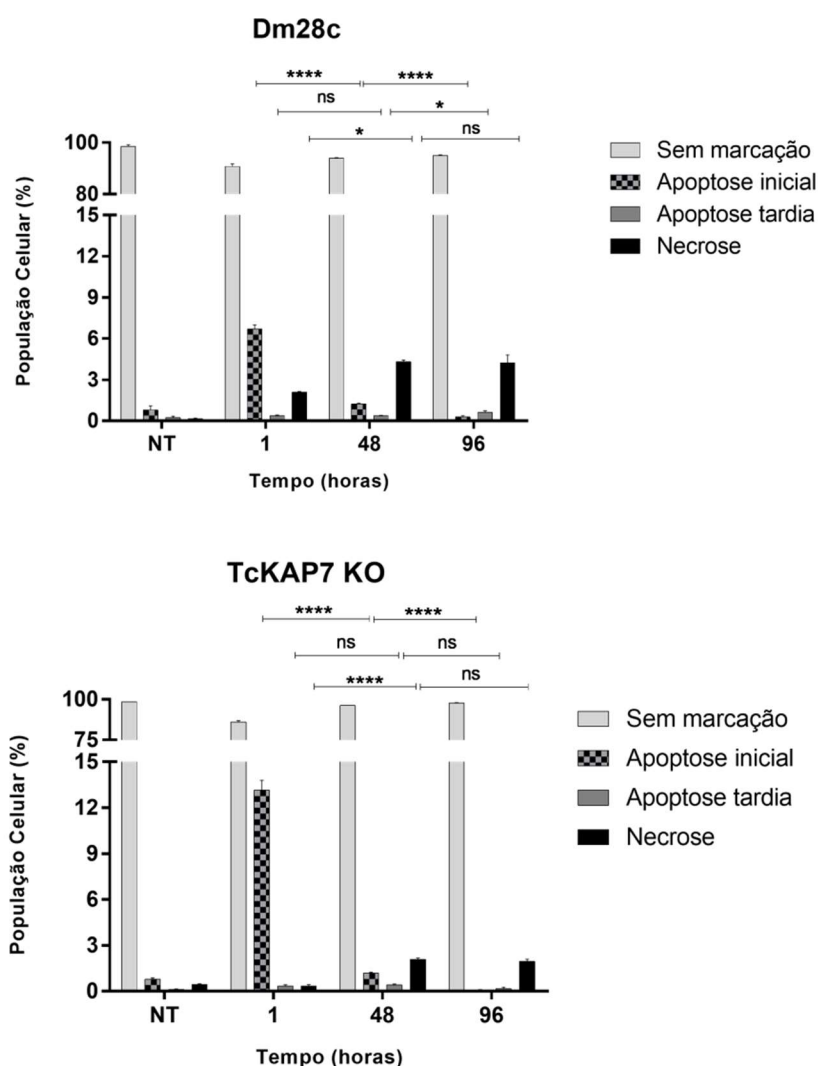 Dm28c
**** ****
ns *
* ns
100
80
15
12
9
6
3
0
População Celular (%)
NT 1 48 96
Tempo (horas)
Sem marcação
Apoptose inicial
Apoptose tardia
Necrose
TcKAP7 KO
**** ****
ns ns
**** ns
100
75
15
12
9
6
3
0
População Celular (%)
NT 1 48 96
Tempo (horas)
Sem marcação
Apoptose inicial
Apoptose tardia
Necrose